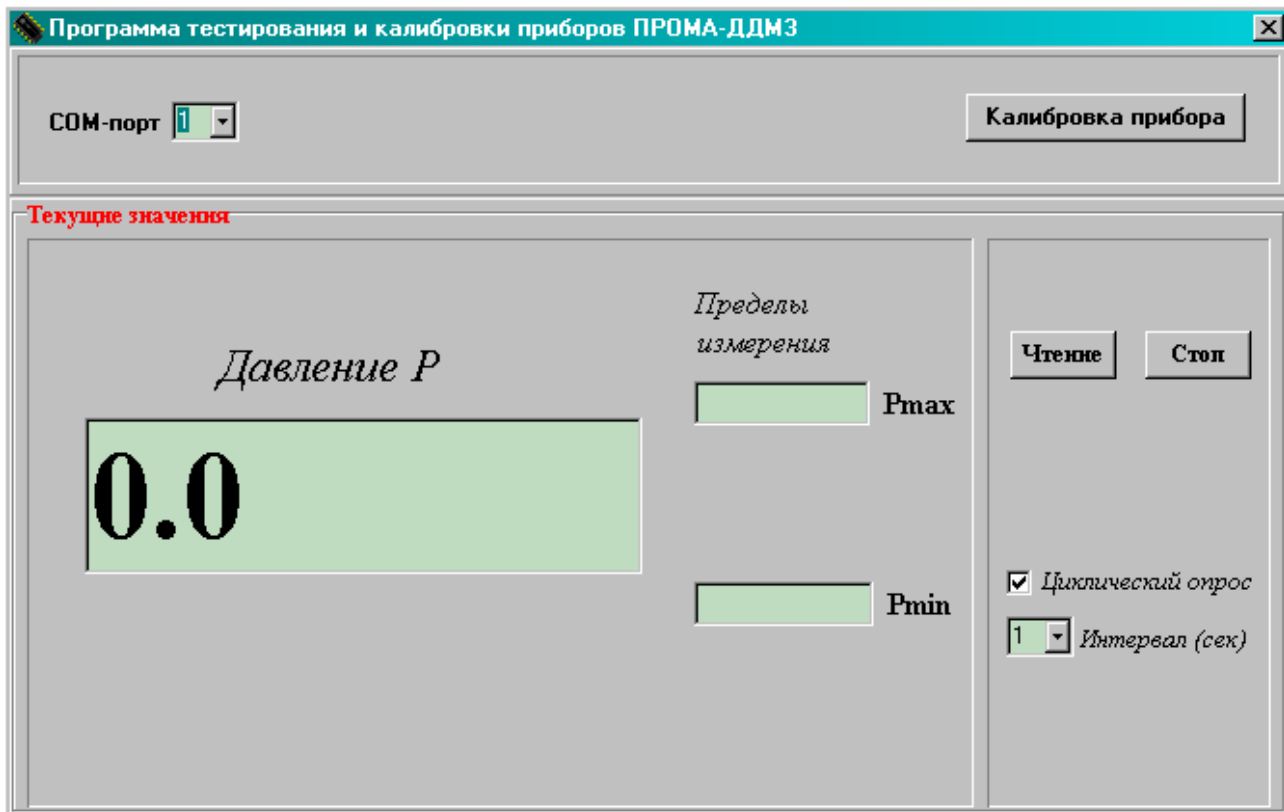 Программа тестирования и калибровки приборов ПРОМА-ДДМЗ
COM-порт 1
Калибровка прибора
Текущие значения
Давление P
0.0
Пределы
измерения
Pmax
Pmin
Чтение
Стоп
Циклический опрос
1 Интервал (сек)